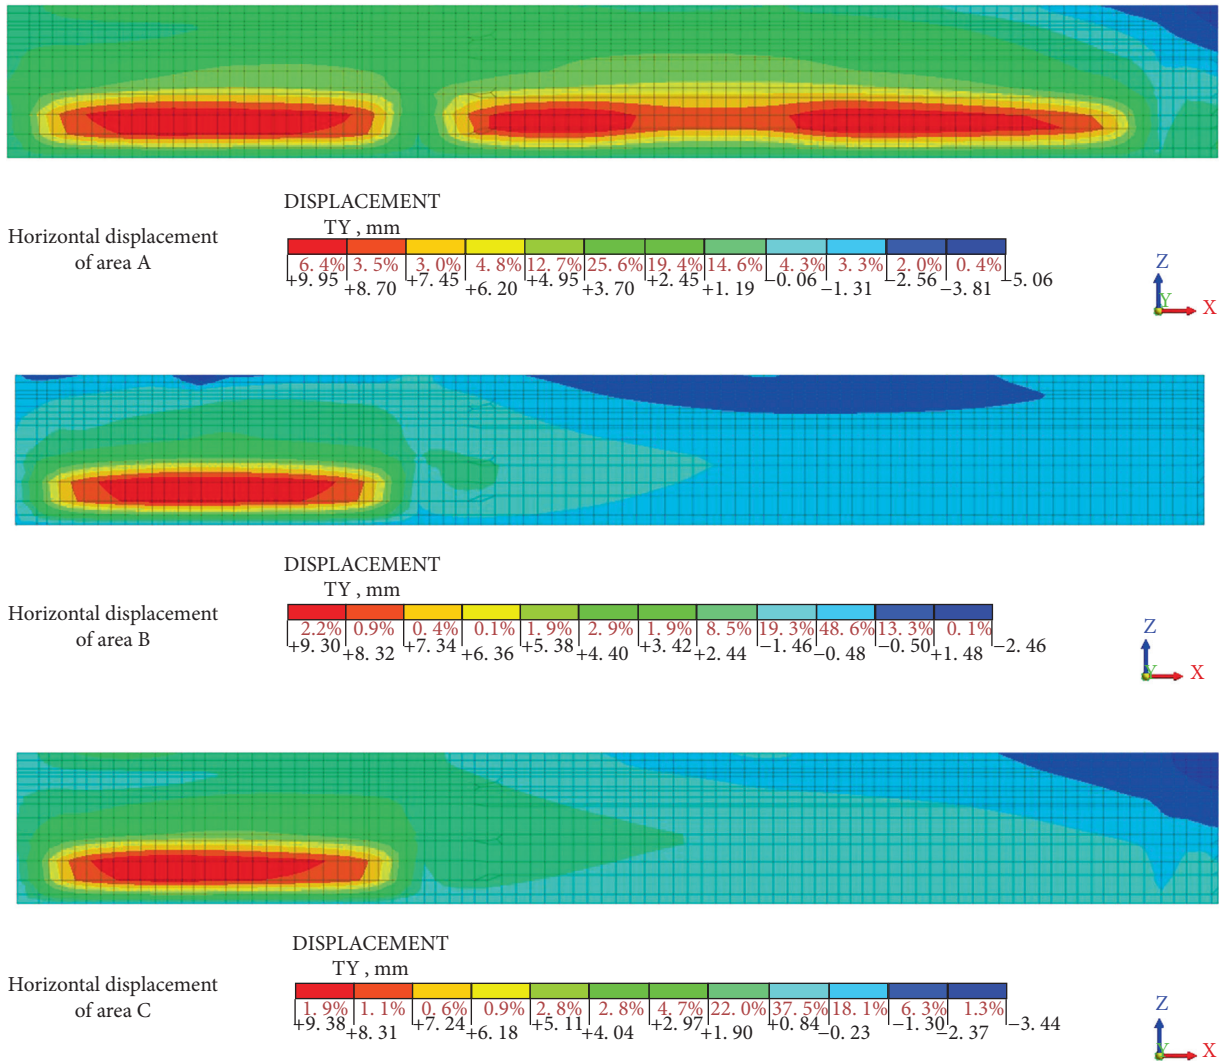 DISPLACEMENT
TY , mm
Horizontal displacement
of area A
6.4% 3.5% 3.0% 4.8% 12.7% 25.6% 19.4% 14.6% 4.3% 3.3% 2.0% 0.4%
+9.95 +7.45 +4.95 +2.45 −0.06 −2.56 −5.06
+8.70 +6.20 +3.70 +1.19 −1.31 −3.81
Z
Y
X
DISPLACEMENT
TY , mm
Horizontal displacement
of area B
2.2% 0.9% 0.4% 0.1% 1.9% 2.9% 1.9% 8.5% 19.3% 48.6% 13.3% 0.1%
+9.30 +7.34 +5.38 +3.42 −1.46 −0.50 −2.46
+8.32 +6.36 +4.40 +2.44 −0.48 +1.48
Z
Y
X
DISPLACEMENT
TY , mm
Horizontal displacement
of area C
1.9% 1.1% 0.6% 0.9% 2.8% 2.8% 4.7% 22.0% 37.5% 18.1% 6.3% 1.3%
+9.38 +7.24 +5.11 +2.97 +0.84 −1.30 −3.44
+8.31 +6.18 +4.04 +1.90 −0.23 −2.37
Z
Y
X